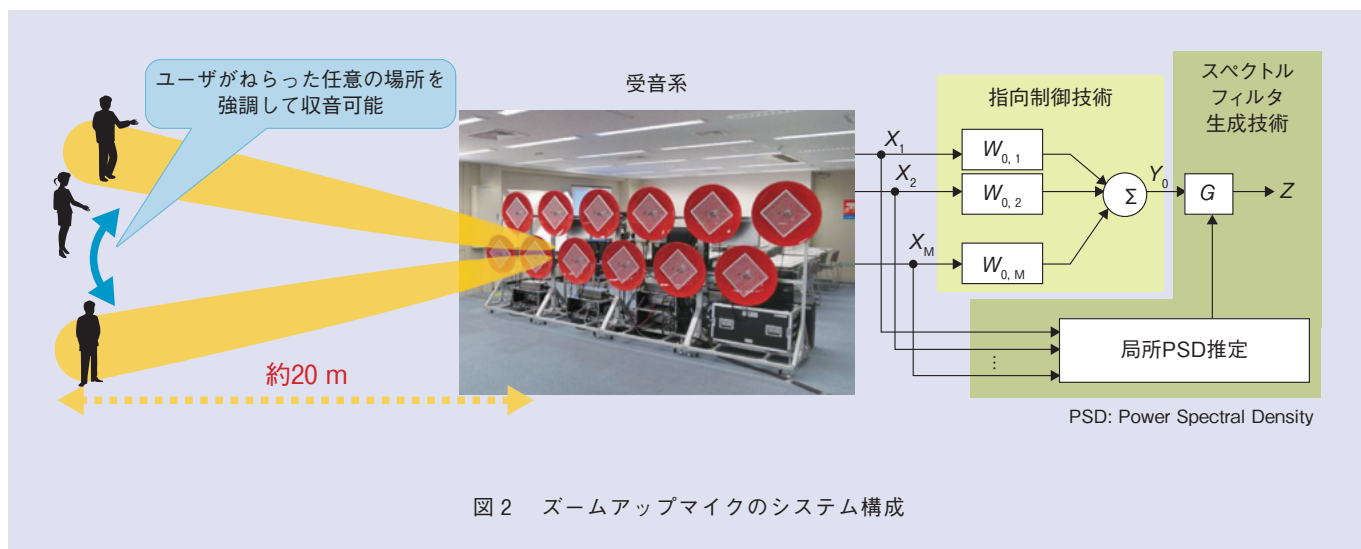 ユーザがねらった任意の場所を
強調して収音可能
約20 m
受音系
指向制御技術
スペクトル
フィルタ
生成技術
X1
X2
XM
W0, 1
W0, 2
W0, M
Σ
Y0
G
Z
⋮
局所PSD推定
PSD: Power Spectral Density
図2 ズームアップマイクのシステム構成